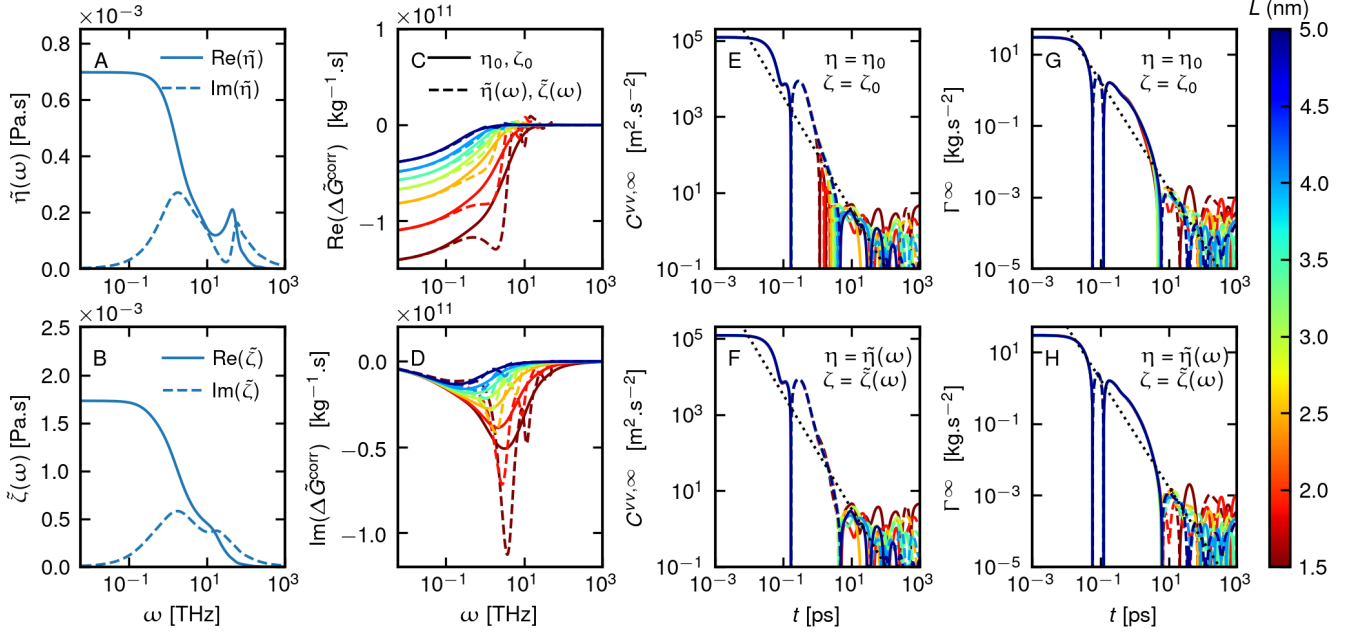 ×10⁻³
0.8
0.6
0.4
0.2
0.0
η̃(ω) [Pa.s]
A
Re(η̃)
Im(η̃)
10⁻¹ 10¹ 10³
×10¹¹
1
0
−1
Re(ΔG̃ᶜᵒʳʳ) [kg⁻¹.s]
C
η₀, ζ₀
η̃(ω), ζ̃(ω)
10⁻¹ 10¹ 10³
10⁵
10³
10¹
10⁻¹
Cᵛᵛ,∞ [m².s⁻²]
E
η = η₀
ζ = ζ₀
10⁻³ 10⁻¹ 10¹ 10³
10¹
10⁻¹
10⁻³
10⁻⁵
Γ∞ [kg.s⁻²]
G
η = η₀
ζ = ζ₀
10⁻³ 10⁻¹ 10¹ 10³
×10⁻³
2.5
2.0
1.5
1.0
0.5
0.0
ζ̃(ω) [Pa.s]
B
Re(ζ̃)
Im(ζ̃)
10⁻¹ 10¹ 10³
ω [THz]
×10¹¹
0.0
−0.5
−1.0
Im(ΔG̃ᶜᵒʳʳ) [kg⁻¹.s]
D
10⁻¹ 10¹ 10³
ω [THz]
10⁵
10³
10¹
10⁻¹
Cᵛᵛ,∞ [m².s⁻²]
F
η = η̃(ω)
ζ = ζ̃(ω)
10⁻³ 10⁻¹ 10¹ 10³
t [ps]
10¹
10⁻¹
10⁻³
10⁻⁵
Γ∞ [kg.s⁻²]
H
η = η̃(ω)
ζ = ζ̃(ω)
10⁻³ 10⁻¹ 10¹ 10³
t [ps]
L (nm)
5.0
4.5
4.0
3.5
3.0
2.5
2.0
1.5